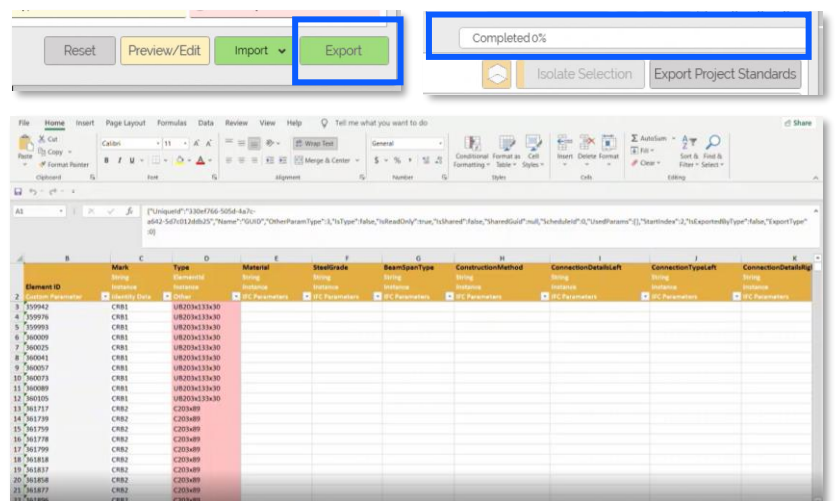 Reset Preview/Edit Import Export
Completed 0%
Isolate Selection Export Project Standards
File Home Insert Page Layout Formulas Data Review View Help Tell me what you want to do Share
Cut
Copy
Format Painter
Paste
Calibri 11
B I U
Wrap Text
Merge & Center
General
Conditional Formatting Format as Table Cell Styles
Insert Delete Format
AutoSum
Fill
Clear
Sort & Filter Find & Select
Clipboard Font Alignment Number Styles Cells Editing
A1
{"UniqueId":"330ef766-505d-4a7c-
a642-5d7c012ddb25","Name":"GUID","OtherParamType":3,"IsType":false,"IsReadOnly":true,"IsShared":false,"SharedGuid":null,"ScheduleId":0,"UsedParams":[],"StartIndex":2,"IsExportedByType":false,"ExportType"
:0}
B C D E F G H I J K
Mark Type Material SteelGrade BeamSpanType ConstructionMethod ConnectionDetailsLeft ConnectionTypeLeft ConnectionDetailsRig
String ElementId String String String String String String String
Element ID Instance Instance Instance Instance Instance Instance Instance Instance Instance
2 Custom Parameter Identity Data Other IFC Parameters IFC Parameters IFC Parameters IFC Parameters IFC Parameters IFC Parameters IFC Parameters
3 359942 CRB1 UB203x133x30
4 359976 CRB1 UB203x133x30
5 359993 CRB1 UB203x133x30
6 360009 CRB1 UB203x133x30
7 360025 CRB1 UB203x133x30
8 360041 CRB1 UB203x133x30
9 360057 CRB1 UB203x133x30
10 360073 CRB1 UB203x133x30
11 360089 CRB1 UB203x133x30
12 360105 CRB1 UB203x133x30
13 361717 CRB2 C203x89
14 361739 CRB2 C203x89
15 361759 CRB2 C203x89
16 361778 CRB2 C203x89
17 361799 CRB2 C203x89
18 361818 CRB2 C203x89
19 361837 CRB2 C203x89
20 361858 CRB2 C203x89
21 361877 CRB2 C203x89
22 361896 CRB2 C203x89